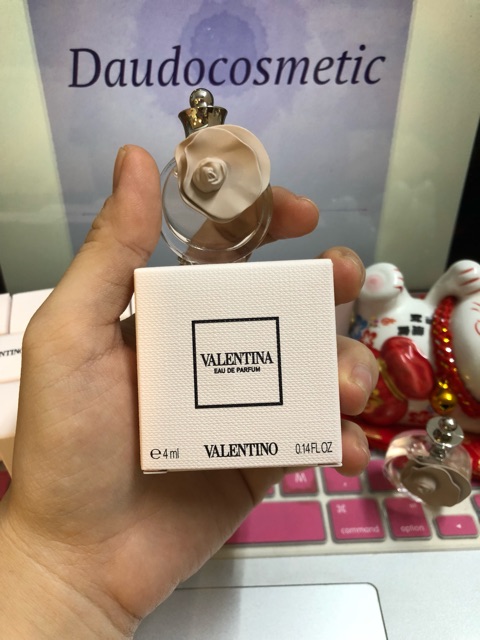 Daudocosmetic
VALENTINA
EAU DE PARFUM
℮ 4 ml VALENTINO 0.14 FL OZ
M
⌘
command
option